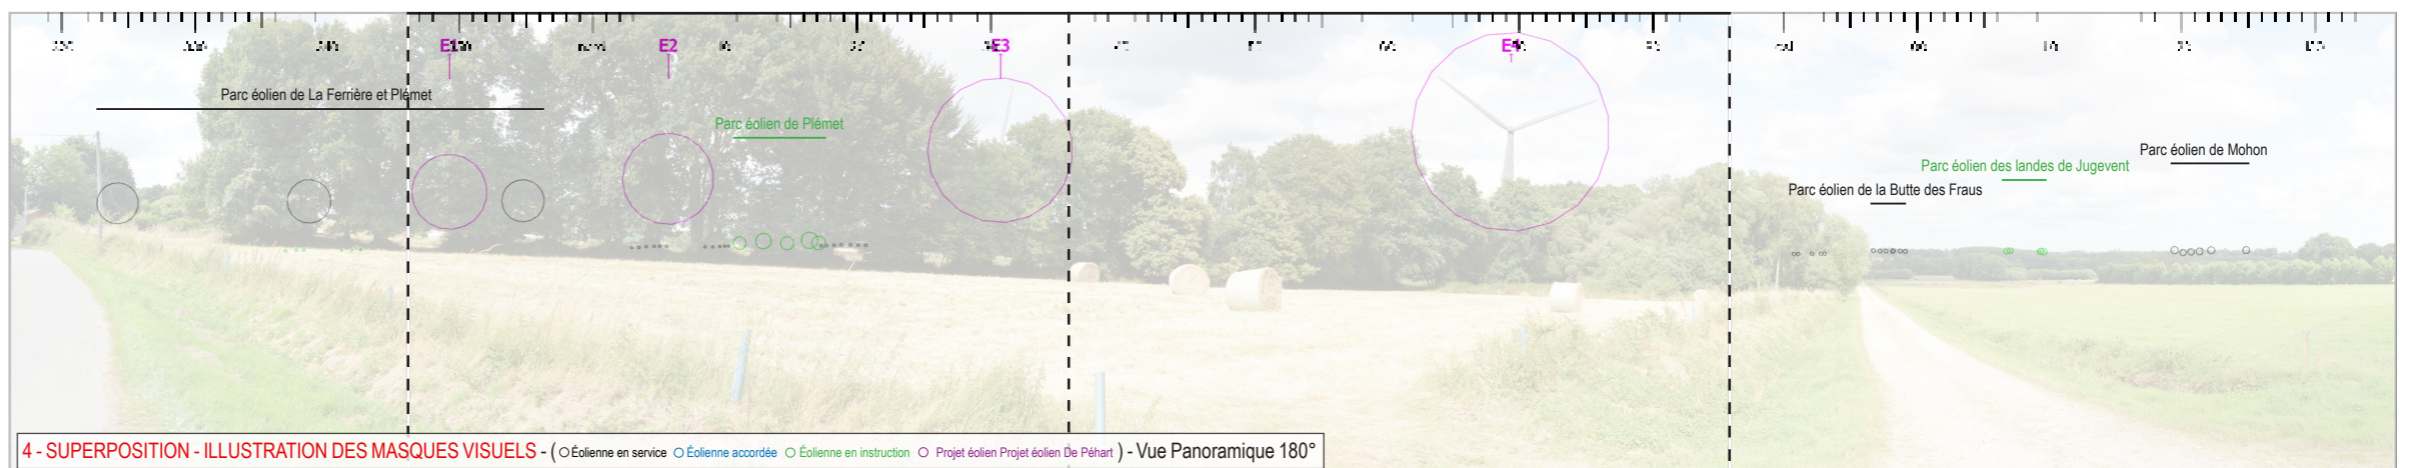 E1 E2 E3 E4
Parc éolien de La Ferrière et Plémet
Parc éolien de Plémet
Parc éolien de Mohon
Parc éolien des landes de Jugevent
Parc éolien de la Butte des Fraus
4 - SUPERPOSITION - ILLUSTRATION DES MASQUES VISUELS - ( Éolienne en service Éolienne accordée Éolienne en instruction Projet éolien Projet éolien De Péhart ) - Vue Panoramique 180°